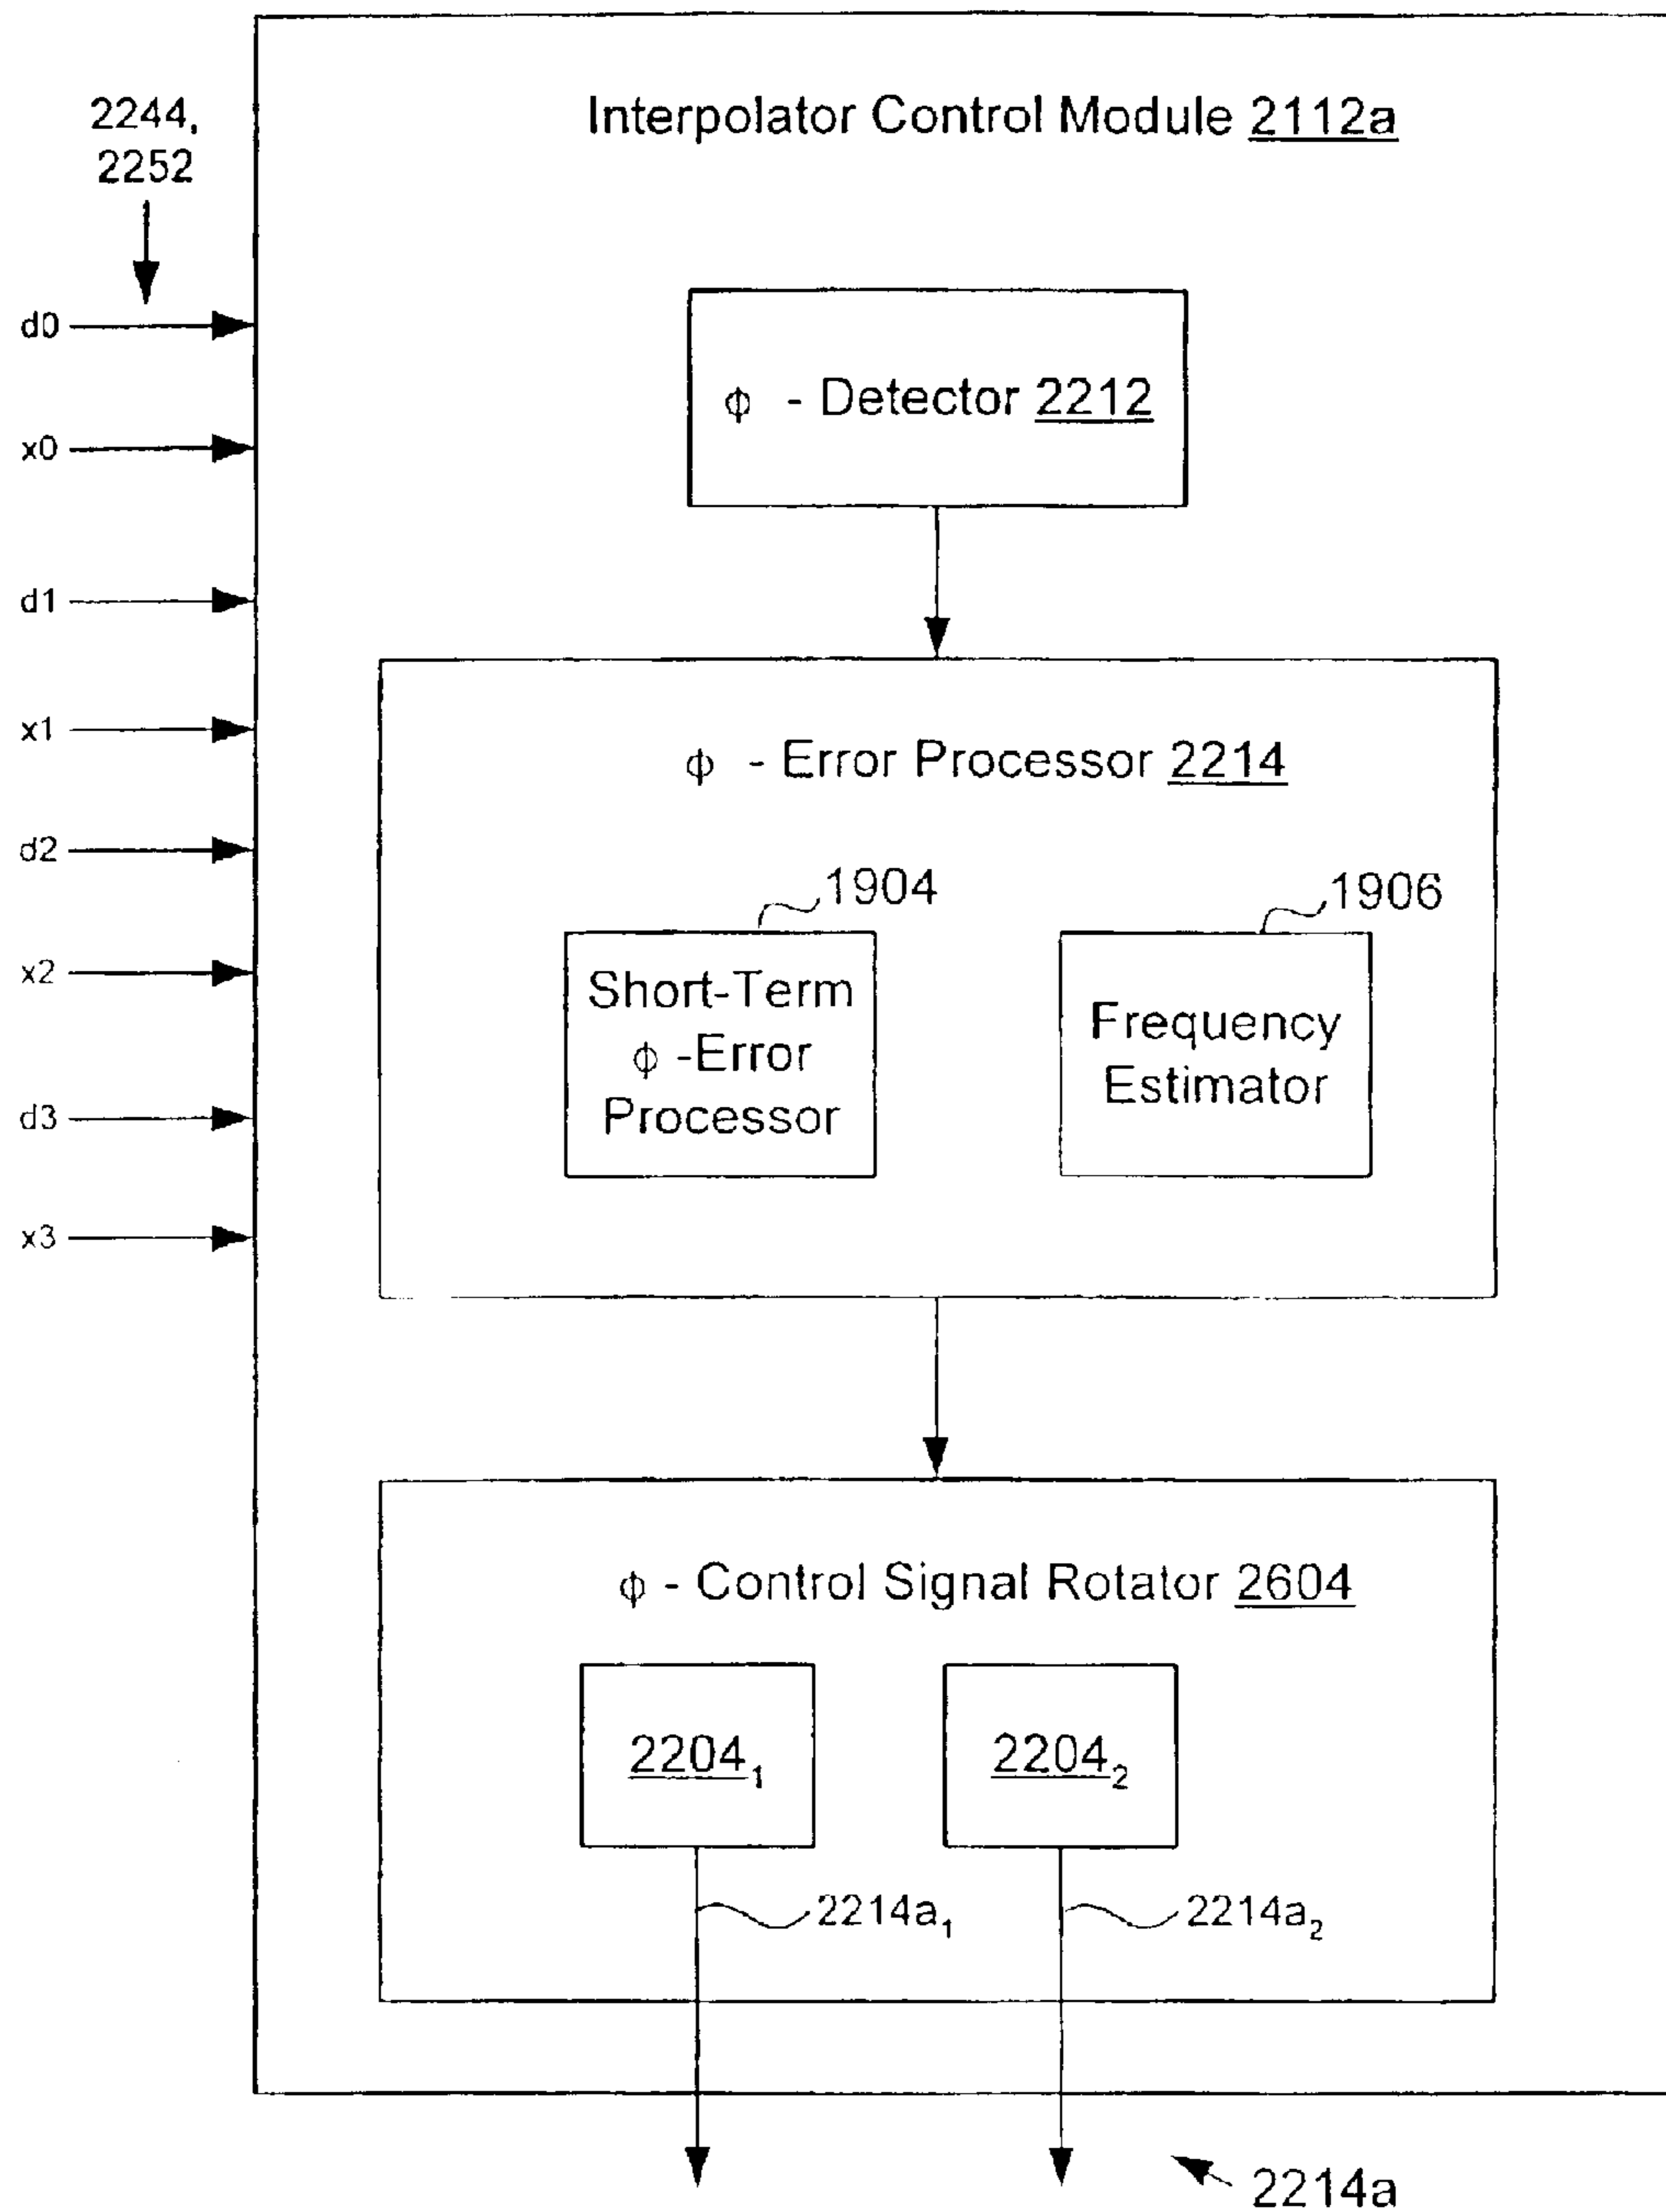 Interpolator Control Module 2112a
2244,
2252
d0
x0
d1
x1
d2
x2
d3
x3
ϕ - Detector 2212
ϕ - Error Processor 2214
1904
1906
Short-Term
ϕ -Error
Processor
Frequency
Estimator
ϕ - Control Signal Rotator 2604
2204₁
2204₂
2214a₁
2214a₂
2214a